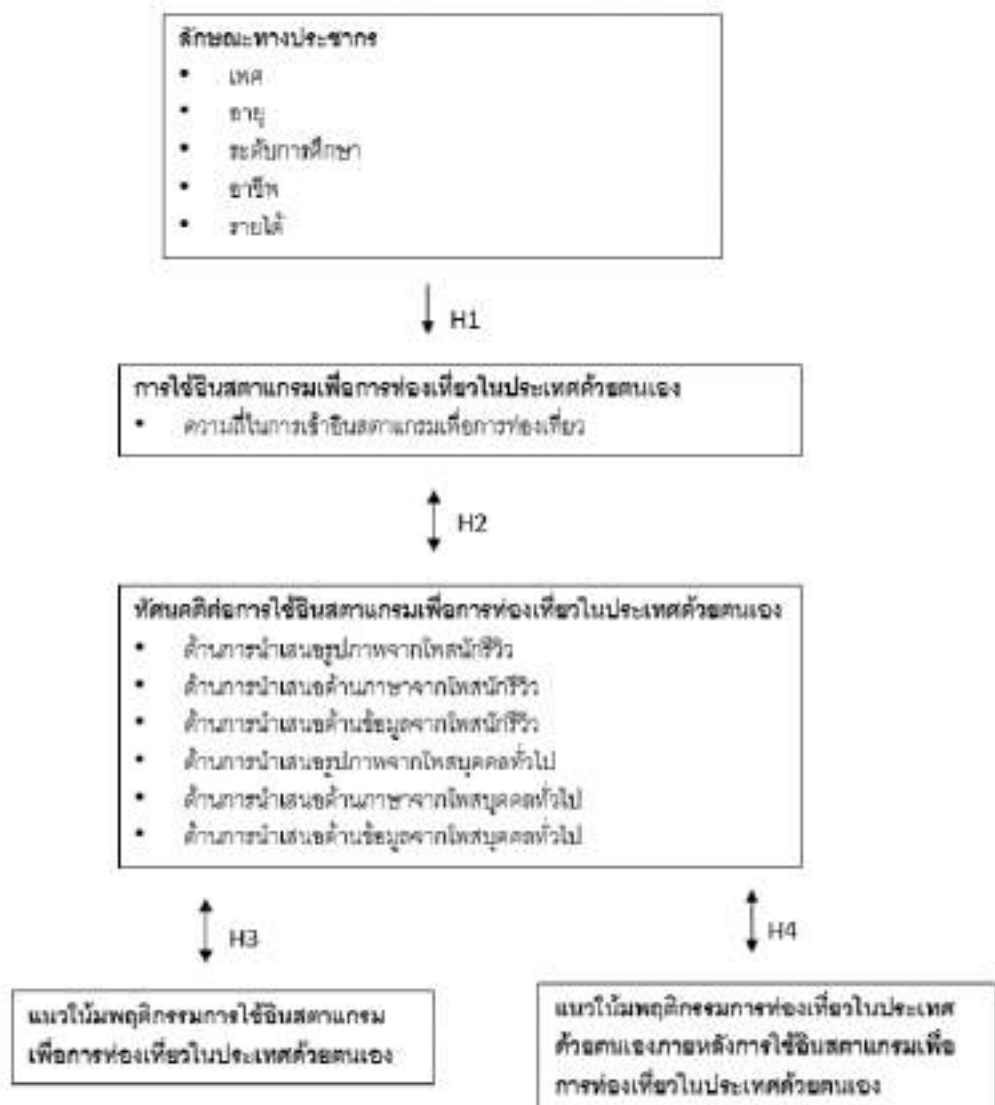 ลักษณะทางประชากร
• เพศ
• อายุ
• ระดับการศึกษา
• อาชีพ
• รายได้
H1
การใช้อินสตาแกรมเพื่อการท่องเที่ยวในประเทศด้วยตนเอง
• ความถี่ในการเข้าอินสตาแกรมเพื่อการท่องเที่ยว
H2
ทัศนคติต่อการใช้อินสตาแกรมเพื่อการท่องเที่ยวในประเทศด้วยตนเอง
• ด้านการนำเสนอรูปภาพจากโพสนักรีวิว
• ด้านการนำเสนอด้านภาษาจากโพสนักรีวิว
• ด้านการนำเสนอด้านข้อมูลจากโพสนักรีวิว
• ด้านการนำเสนอรูปภาพจากโพสบุคคลทั่วไป
• ด้านการนำเสนอด้านภาษาจากโพสบุคคลทั่วไป
• ด้านการนำเสนอด้านข้อมูลจากโพสบุคคลทั่วไป
H3
H4
แนวโน้มพฤติกรรมการใช้อินสตาแกรม
เพื่อการท่องเที่ยวในประเทศด้วยตนเอง
แนวโน้มพฤติกรรมการท่องเที่ยวในประเทศ
ด้วยตนเองภายหลังการใช้อินสตาแกรมเพื่อ
การท่องเที่ยวในประเทศด้วยตนเอง